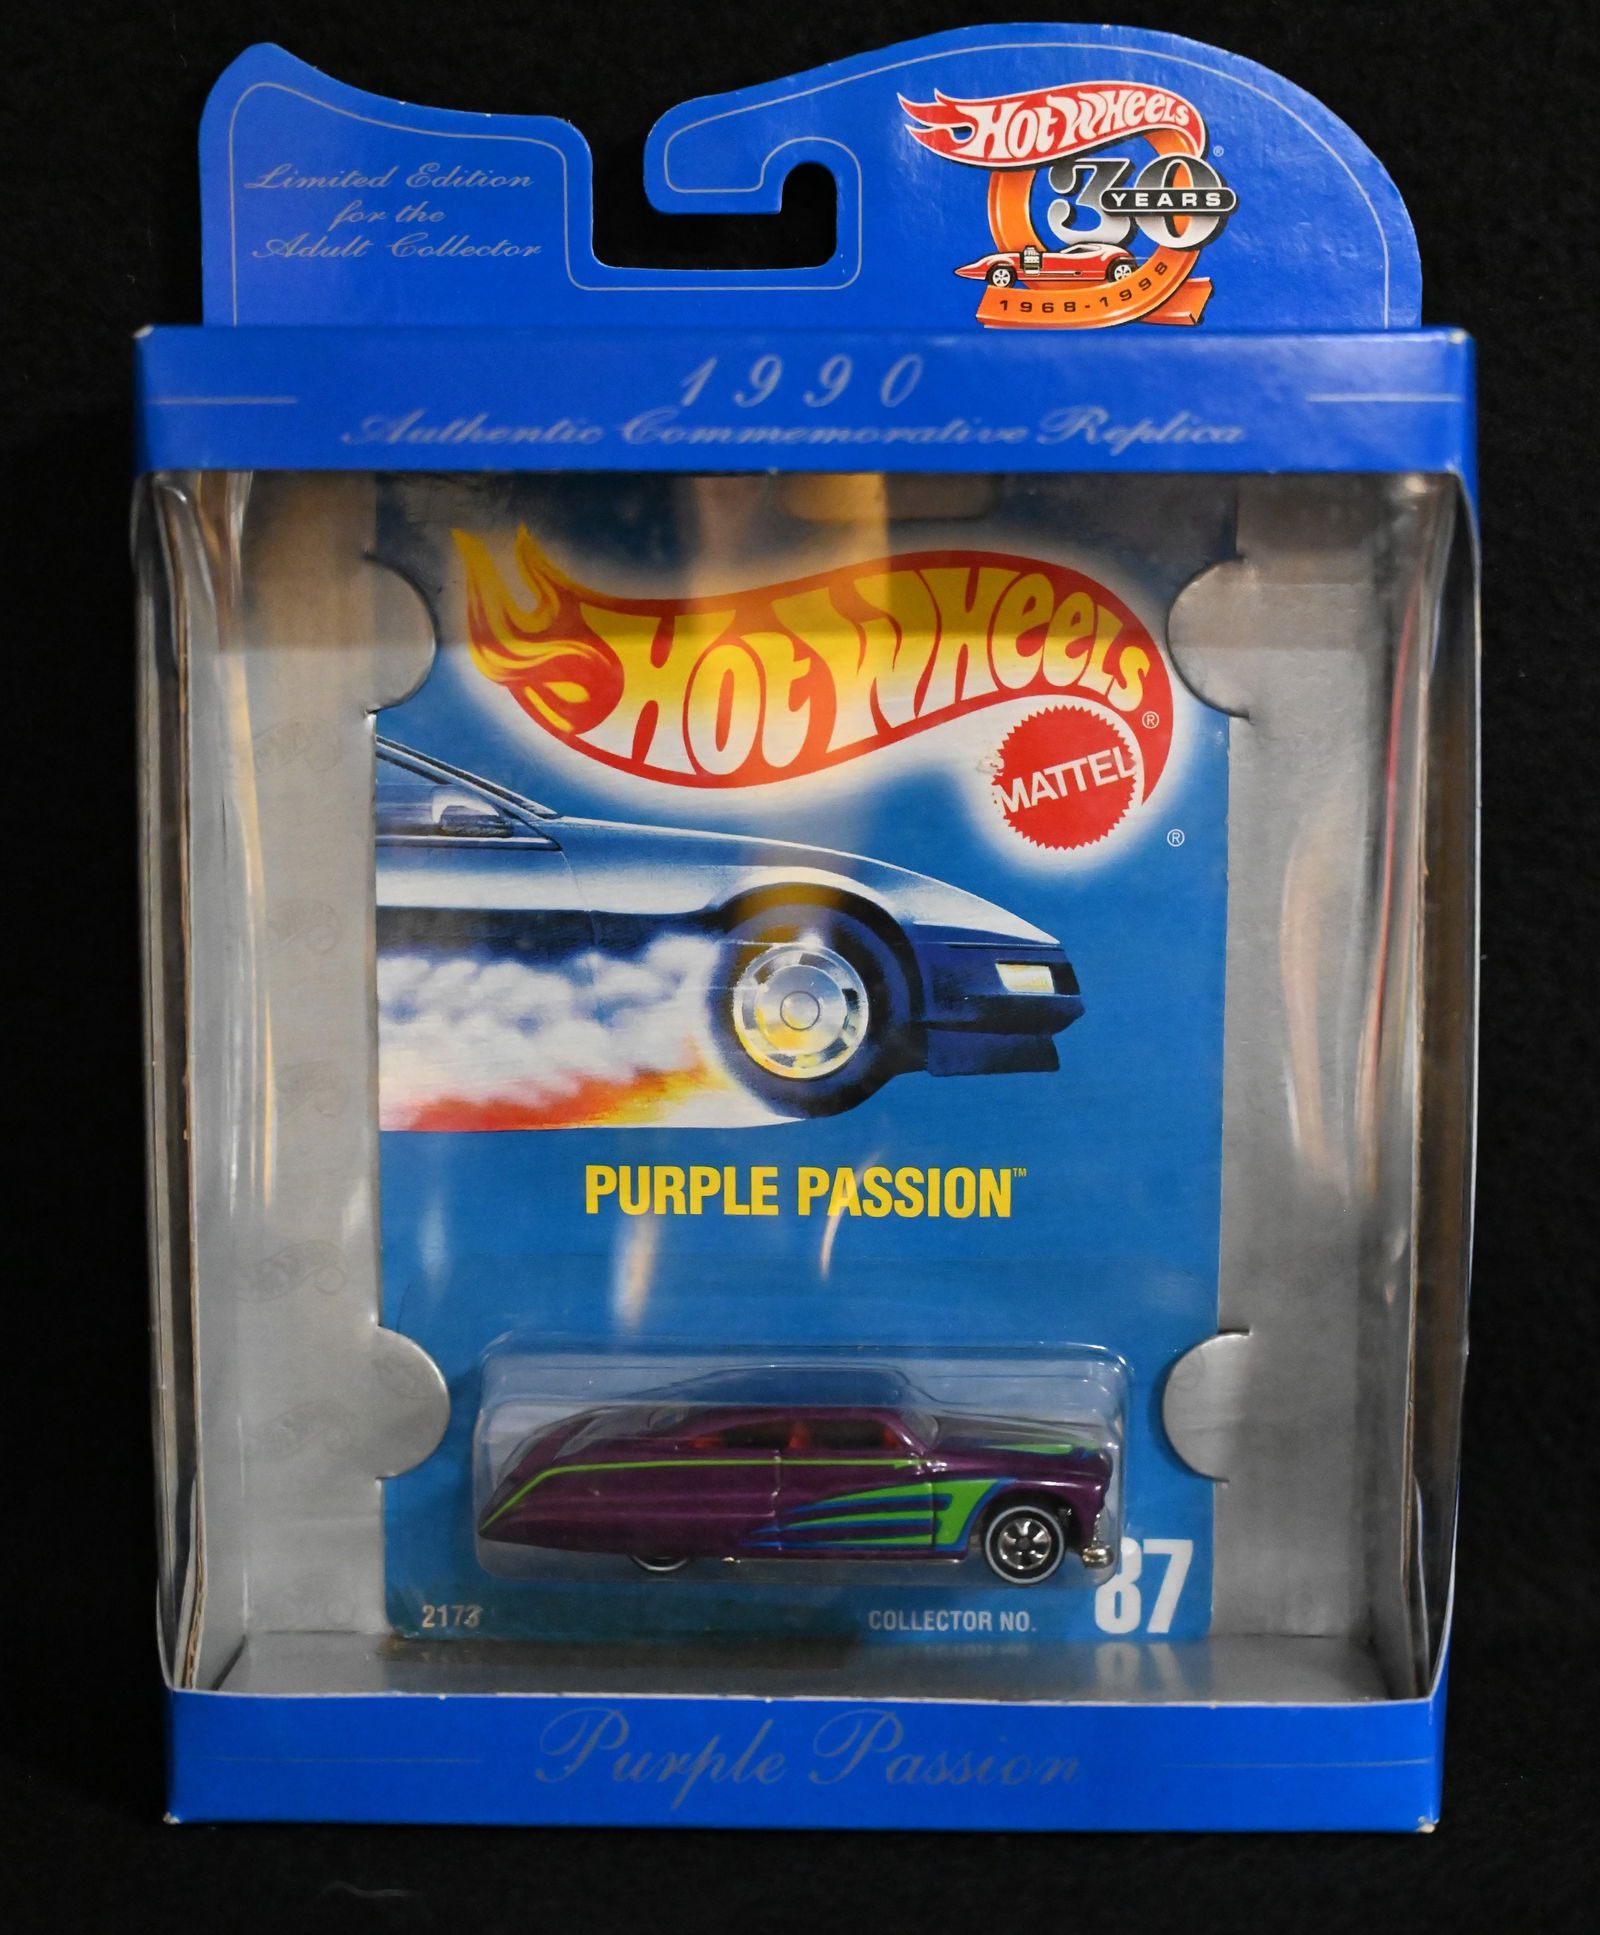 Limited Edition
for the
Adult Collector
HOT WHEELS ®
30
YEARS
1968-1998
1990
Authentic Commemorative Replica
HOT WHEELS ®
MATTEL
®
PURPLE PASSION™
2173
COLLECTOR NO. 87
Purple Passion